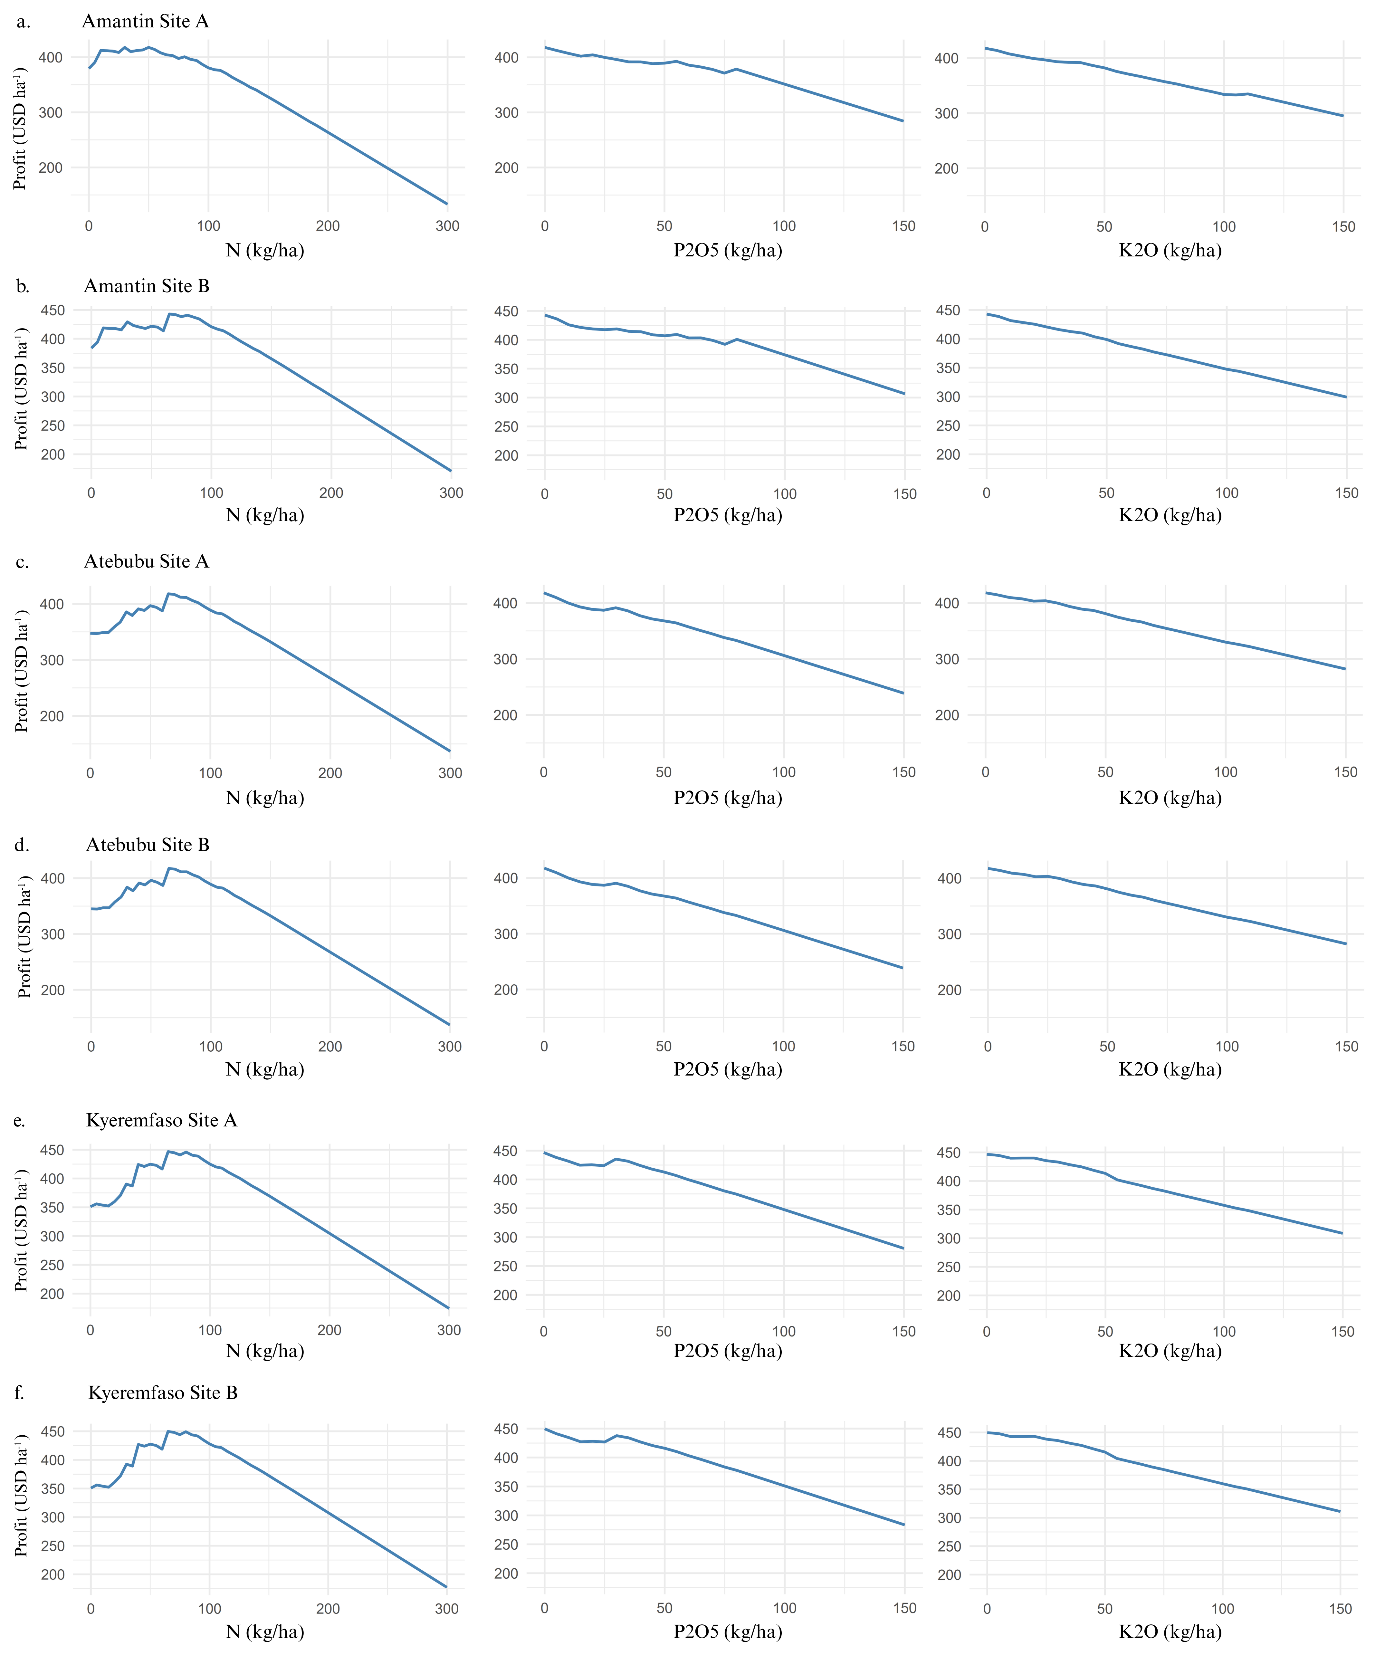 a. Amantin Site A
Profit (USD ha⁻¹)
400
300
200
0 100 200 300
N (kg/ha)
400
300
200
0 50 100 150
P2O5 (kg/ha)
400
300
200
0 50 100 150
K2O (kg/ha)
b. Amantin Site B
Profit (USD ha⁻¹)
450
400
350
300
250
200
0 100 200 300
N (kg/ha)
450
400
350
300
250
200
0 50 100 150
P2O5 (kg/ha)
450
400
350
300
250
200
0 50 100 150
K2O (kg/ha)
c. Atebubu Site A
Profit (USD ha⁻¹)
400
300
200
0 100 200 300
N (kg/ha)
400
300
200
0 50 100 150
P2O5 (kg/ha)
400
300
200
0 50 100 150
K2O (kg/ha)
d. Atebubu Site B
Profit (USD ha⁻¹)
400
300
200
0 100 200 300
N (kg/ha)
400
300
200
0 50 100 150
P2O5 (kg/ha)
400
300
200
0 50 100 150
K2O (kg/ha)
e. Kyeremfaso Site A
Profit (USD ha⁻¹)
450
400
350
300
250
200
0 100 200 300
N (kg/ha)
450
400
350
300
250
200
0 50 100 150
P2O5 (kg/ha)
450
400
350
300
250
200
0 50 100 150
K2O (kg/ha)
f. Kyeremfaso Site B
Profit (USD ha⁻¹)
450
400
350
300
250
200
0 100 200 300
N (kg/ha)
450
400
350
300
250
200
0 50 100 150
P2O5 (kg/ha)
450
400
350
300
250
200
0 50 100 150
K2O (kg/ha)